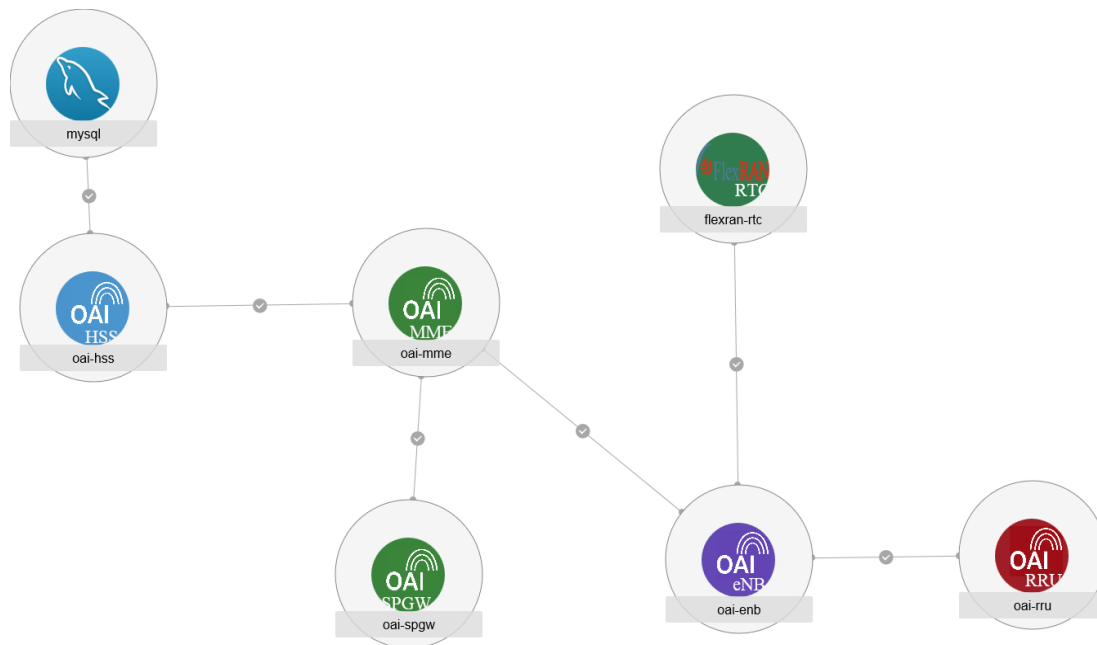 mysql
FlexRAN
RTC
flexran-rtc
OAI
HSS
oai-hss
OAI
MME
oai-mme
OAI
SPGW
oai-spgw
OAI
eNB
oai-enb
OAI
RRU
oai-rru